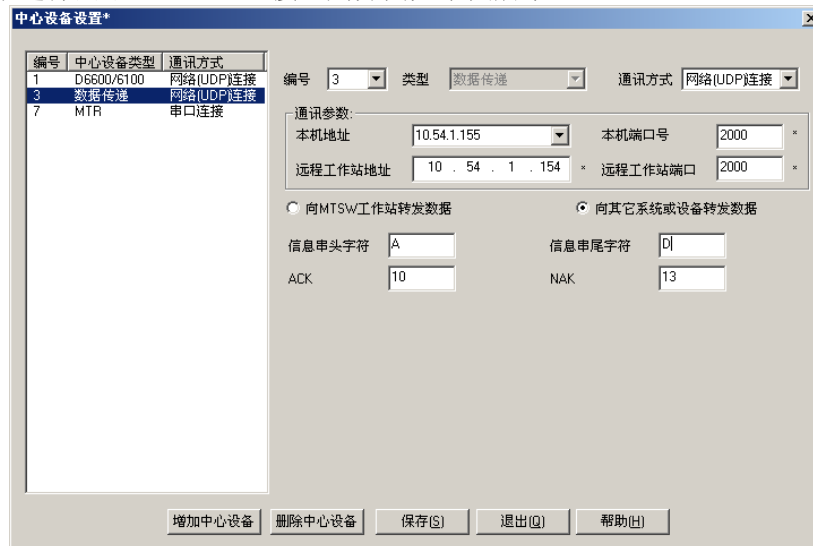 中心设备设置*
编号 中心设备类型 通讯方式
1 D6600/6100 网络(UDP)连接
3 数据传递 网络(UDP)连接
7 MTR 串口连接
编号 3 类型 数据传递 通讯方式 网络(UDP)连接
通讯参数:
本机地址 10.54.1.155 本机端口号 2000 *
远程工作站地址 10 . 54 . 1 . 154 * 远程工作站端口 2000 *
向MTSW工作站转发数据 向其它系统或设备转发数据
信息串头字符 A 信息串尾字符 D
ACK 10 NAK 13
增加中心设备 删除中心设备 保存(S) 退出(Q) 帮助(H)